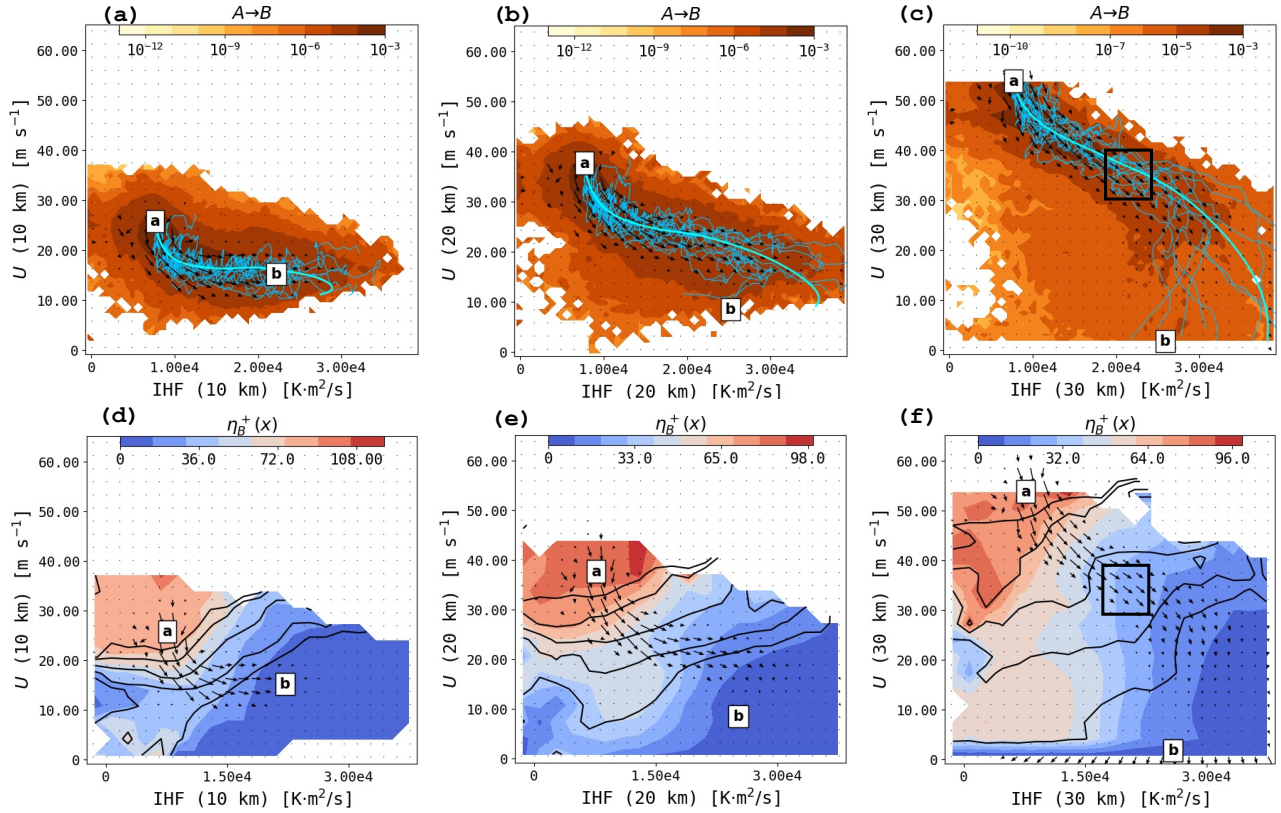 (a) A→B
10⁻¹² 10⁻⁹ 10⁻⁶ 10⁻³
60.00
50.00
40.00
30.00
20.00
10.00
0
U (10 km) [m s⁻¹]
a
b
0 1.00e4 2.00e4 3.00e4
IHF (10 km) [K·m²/s]
(b) A→B
10⁻¹² 10⁻⁹ 10⁻⁶ 10⁻³
60.00
50.00
40.00
30.00
20.00
10.00
0
U (20 km) [m s⁻¹]
a
b
0 1.00e4 2.00e4 3.00e4
IHF (20 km) [K·m²/s]
(c) A→B
10⁻¹⁰ 10⁻⁷ 10⁻⁵ 10⁻³
60.00
50.00
40.00
30.00
20.00
10.00
0
U (30 km) [m s⁻¹]
a
b
0 1.00e4 2.00e4 3.00e4
IHF (30 km) [K·m²/s]
(d) η_B⁺(x)
0 36.0 72.0 108.00
60.00
50.00
40.00
30.00
20.00
10.00
0
U (10 km) [m s⁻¹]
a
b
0 1.50e4 3.00e4
IHF (10 km) [K·m²/s]
(e) η_B⁺(x)
0 33.0 65.0 98.0
60.00
50.00
40.00
30.00
20.00
10.00
0
U (20 km) [m s⁻¹]
a
b
0 1.50e4 3.00e4
IHF (20 km) [K·m²/s]
(f) η_B⁺(x)
0 32.0 64.0 96.0
60.00
50.00
40.00
30.00
20.00
10.00
0
U (30 km) [m s⁻¹]
a
b
0 1.50e4 3.00e4
IHF (30 km) [K·m²/s]